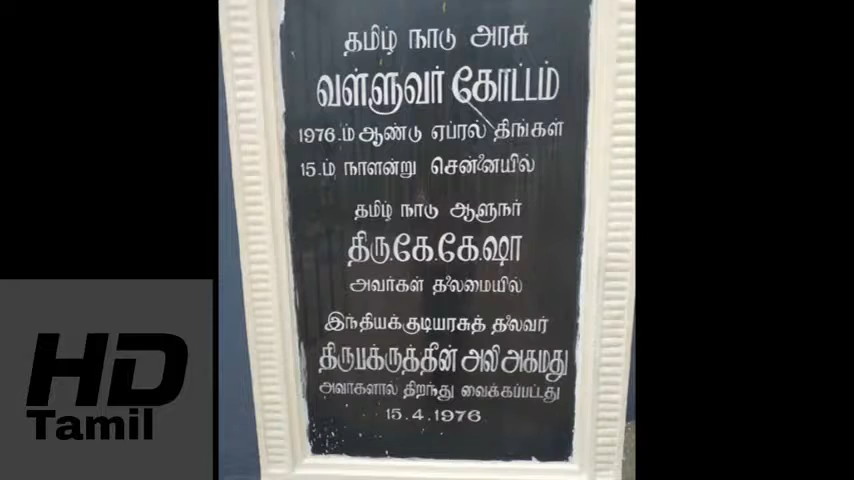 தமிழ் நாடு அரசு
வள்ளுவர் கோட்டம்
1976.ம் ஆண்டு ஏப்ரல் திங்கள்
15.ம் நாளன்று சென்னையில்
தமிழ் நாடு ஆளுநர்
திரு.கே.கே.ஷா
அவர்கள் தலைமையில்
இந்தியக்குடியரசுத் தலைவர்
திருபக்ருத்தீன் அலி அகமது
அவர்களால் திறந்து வைக்கப்பட்டது
15.4.1976
HD
Tamil